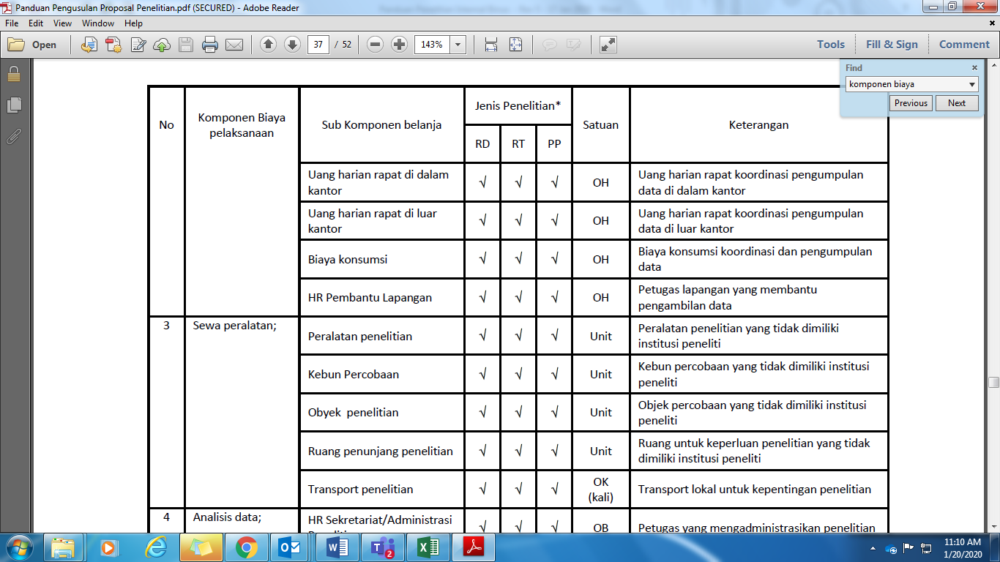 Panduan Pengusulan Proposal Penelitian.pdf (SECURED) - Adobe Reader
File Edit View Window Help
Open 37 / 52 143% Tools Fill & Sign Comment
Find
komponen biaya
Previous Next
No Komponen Biaya pelaksanaan Sub Komponen belanja Jenis Penelitian* Satuan Keterangan
RD RT PP
Uang harian rapat di dalam kantor √ √ √ OH Uang harian rapat koordinasi pengumpulan data di dalam kantor
Uang harian rapat di luar kantor √ √ √ OH Uang harian rapat koordinasi pengumpulan data di luar kantor
Biaya konsumsi √ √ √ OH Biaya konsumsi koordinasi dan pengumpulan data
HR Pembantu Lapangan √ √ √ OH Petugas lapangan yang membantu pengambilan data
3 Sewa peralatan; Peralatan penelitian √ √ √ Unit Peralatan penelitian yang tidak dimiliki institusi peneliti
Kebun Percobaan √ √ √ Unit Kebun percobaan yang tidak dimiliki institusi peneliti
Obyek penelitian √ √ √ Unit Objek percobaan yang tidak dimiliki institusi peneliti
Ruang penunjang penelitian √ √ √ Unit Ruang untuk keperluan penelitian yang tidak dimiliki institusi peneliti
Transport penelitian √ √ √ OK (kali) Transport lokal untuk kepentingan penelitian
4 Analisis data; HR Sekretariat/Administrasi √ √ √ OB Petugas yang mengadministrasikan penelitian
2
11:10 AM
1/20/2020